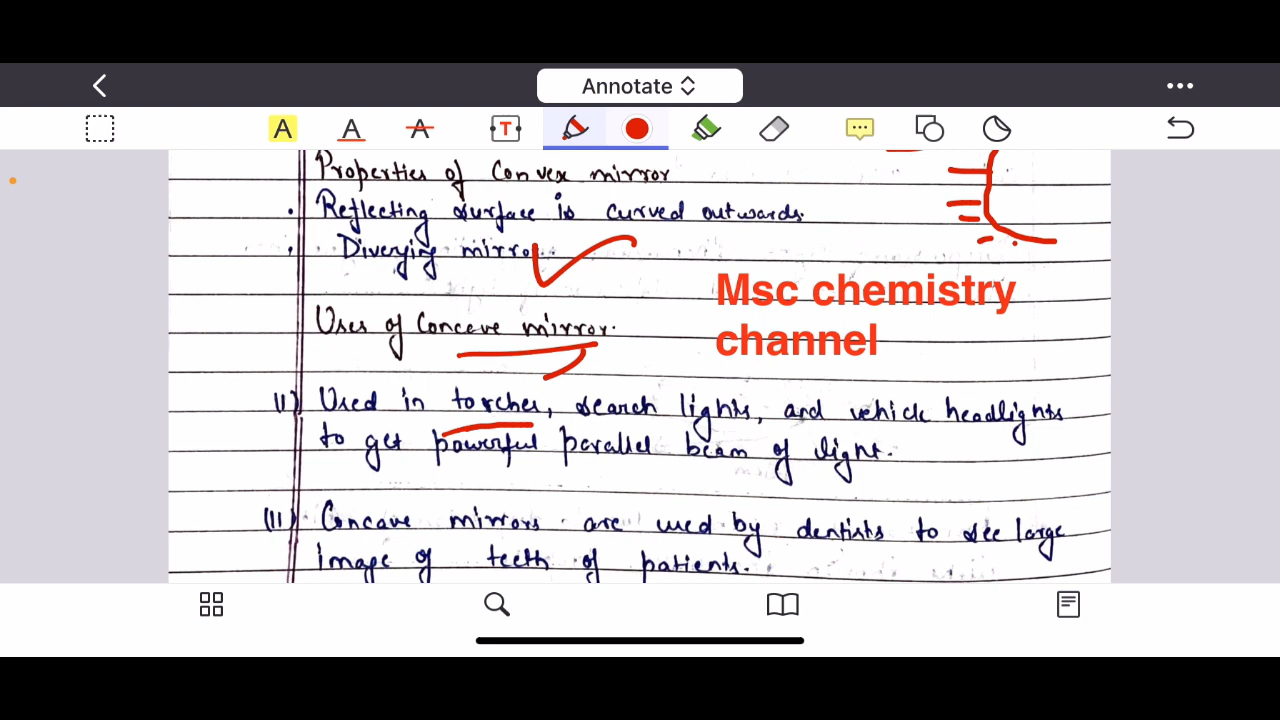 Annotate
A A A T
Properties of Convex mirror
. Reflecting surface is curved outwards.
. Diverying mirror.
Msc chemistry
channel
Uses of Concave mirror.
(I) Used in torches, search lights, and vehicle headlights
to get powerful parallel beam of light.
(II) Concave mirrors are used by dentists to see large
image of teeth of patients.